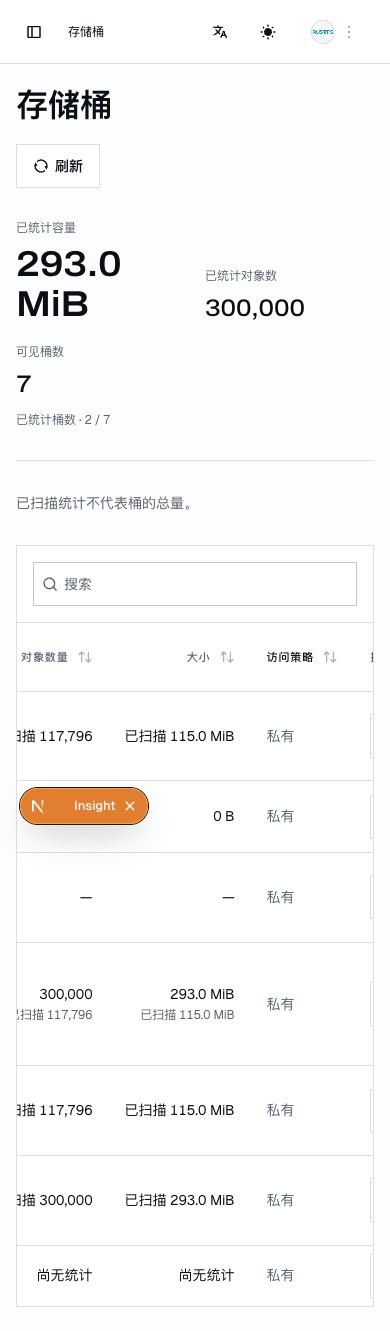 存储桶
RUSTFS
存储桶
刷新
已统计容量
293.0 MiB
已统计对象数
300,000
可见桶数
7
已统计桶数 · 2 / 7
已扫描统计不代表桶的总量。
搜索
对象数量 大小 访问策略
扫描 117,796 已扫描 115.0 MiB 私有
Insight 0 B 私有
— — 私有
300,000 293.0 MiB 私有
扫描 117,796 已扫描 115.0 MiB
扫描 117,796 已扫描 115.0 MiB 私有
扫描 300,000 已扫描 293.0 MiB 私有
尚无统计 尚无统计 私有